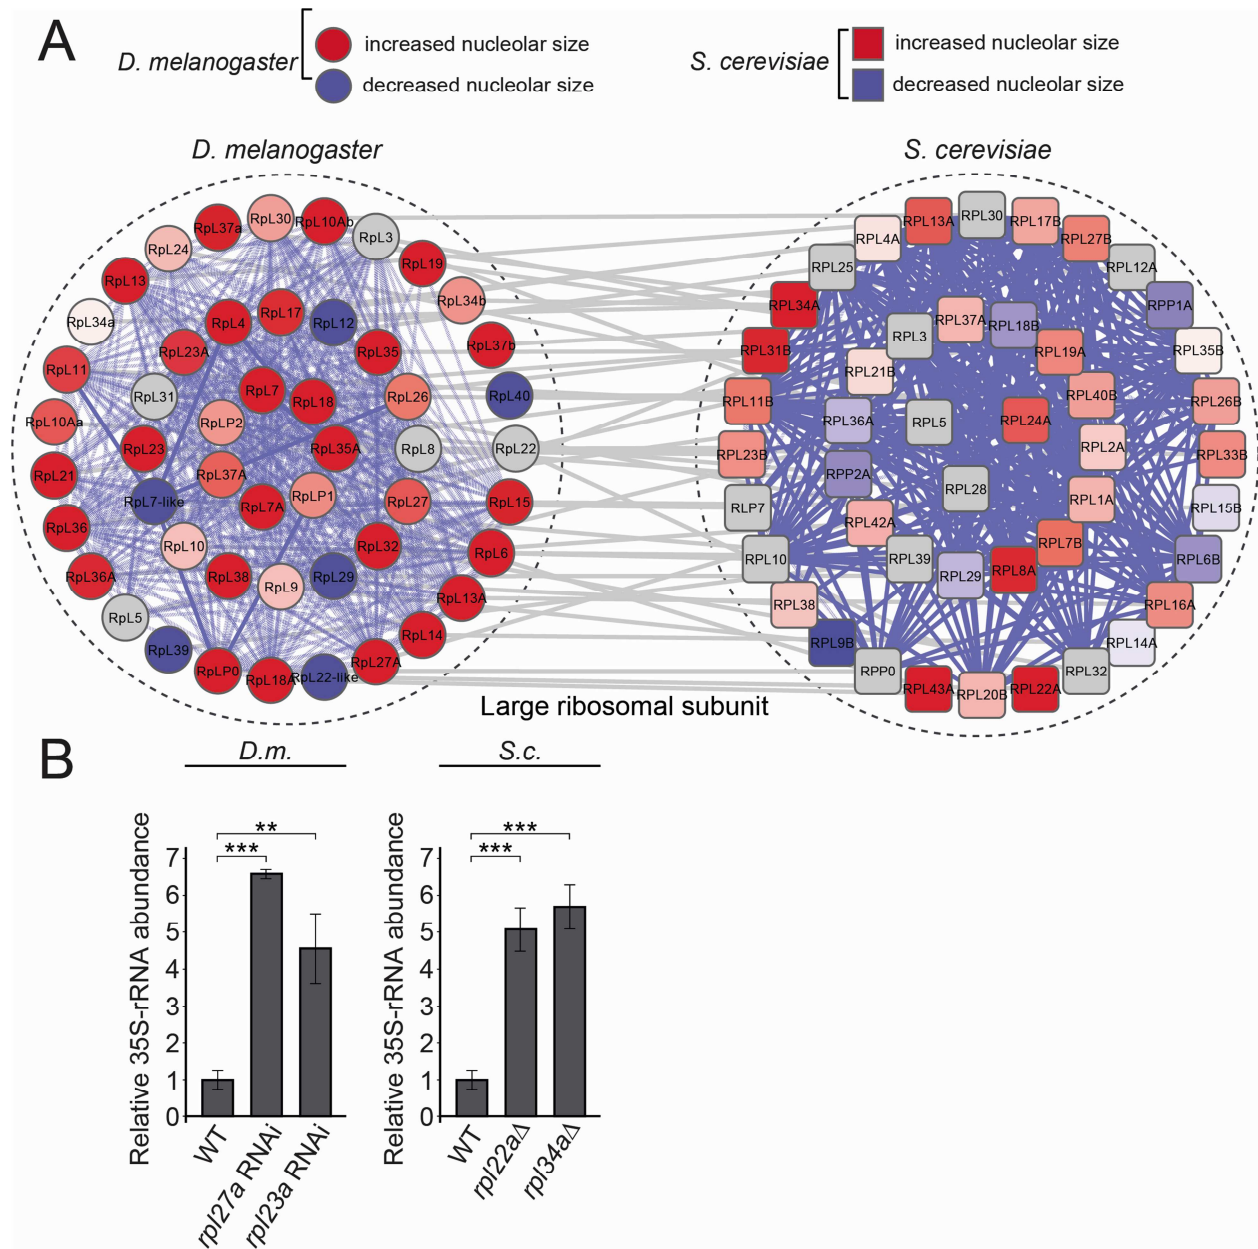 A
D. melanogaster
increased nucleolar size
decreased nucleolar size
S. cerevisiae
increased nucleolar size
decreased nucleolar size
D. melanogaster
RpL30
RpL10Ab
RpL37a
RpL3
RpL24
RpL19
RpL13
RpL34b
RpL17
RpL4
RpL12
RpL34a
RpL37b
RpL23A
RpL35
RpL11
RpL7
RpL40
RpL31
RpL18
RpL26
RpL10Aa
RpLP2
RpL23
RpL35A
RpL8
RpL22
RpL21
RpL37A
RpLP1
RpL7-like
RpL7A
RpL27
RpL15
RpL36
RpL10
RpL32
RpL6
RpL36A
RpL38
RpL9
RpL29
RpL13A
RpL5
RpL14
RpL39
RpLP0
RpL18A
RpL22-like
RpL27A
S. cerevisiae
RPL30
RPL13A
RPL17B
RPL4A
RPL27B
RPL25
RPL12A
RPL34A
RPP1A
RPL37A
RPL18B
RPL3
RPL31B
RPL19A
RPL35B
RPL21B
RPL11B
RPL40B
RPL26B
RPL36A
RPL5
RPL24A
RPL23B
RPL2A
RPL33B
RPP2A
RPL28
RLP7
RPL1A
RPL15B
RPL42A
RPL10
RPL39
RPL7B
RPL6B
RPL29
RPL8A
RPL38
RPL16A
RPL9B
RPL14A
RPP0
RPL32
RPL43A
RPL20B
RPL22A
Large ribosomal subunit
B
D.m.
Relative 35S-rRNA abundance
7
6
5
4
3
2
1
0
***
**
WT
rpl27a RNAi
rpl23a RNAi
S.c.
Relative 35S-rRNA abundance
7
6
5
4
3
2
1
0
***
***
WT
rpl22aΔ
rpl34aΔ